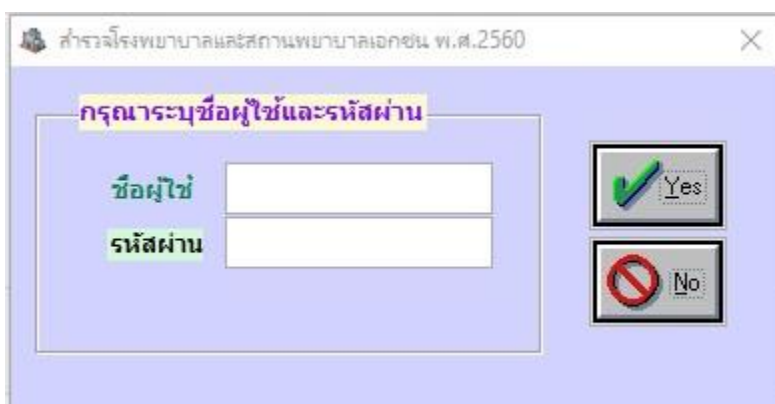 สำรวจโรงพยาบาลและสถานพยาบาลเอกชน พ.ศ.2560
กรุณาระบุชื่อผู้ใช้และรหัสผ่าน
ชื่อผู้ใช้
รหัสผ่าน
Yes
No